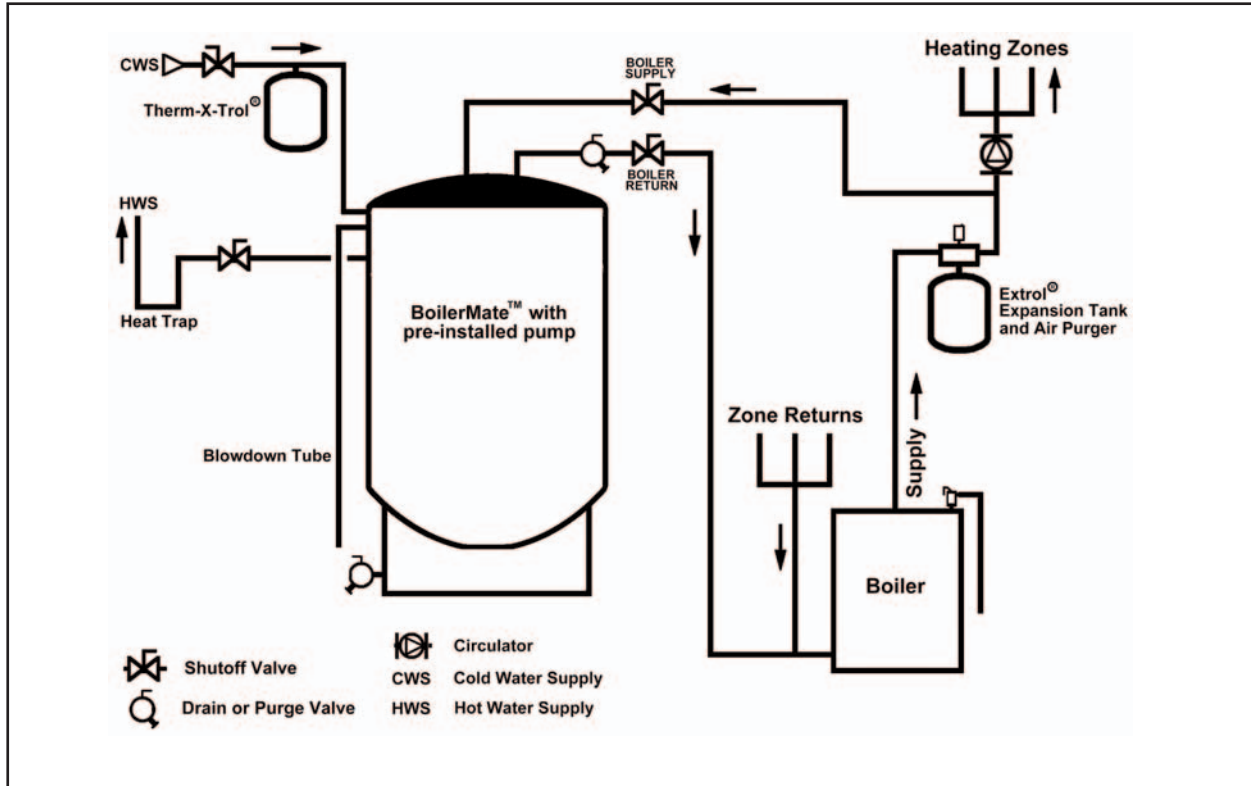 CWS
Therm-X-Trol®
HWS
Heat Trap
Blowdown Tube
BOILER
SUPPLY
BOILER
RETURN
BoilerMate™ with
pre-installed pump
Heating Zones
Extrol®
Expansion Tank
and Air Purger
Zone Returns
Supply
Boiler
Shutoff Valve
Drain or Purge Valve
Circulator
CWS Cold Water Supply
HWS Hot Water Supply